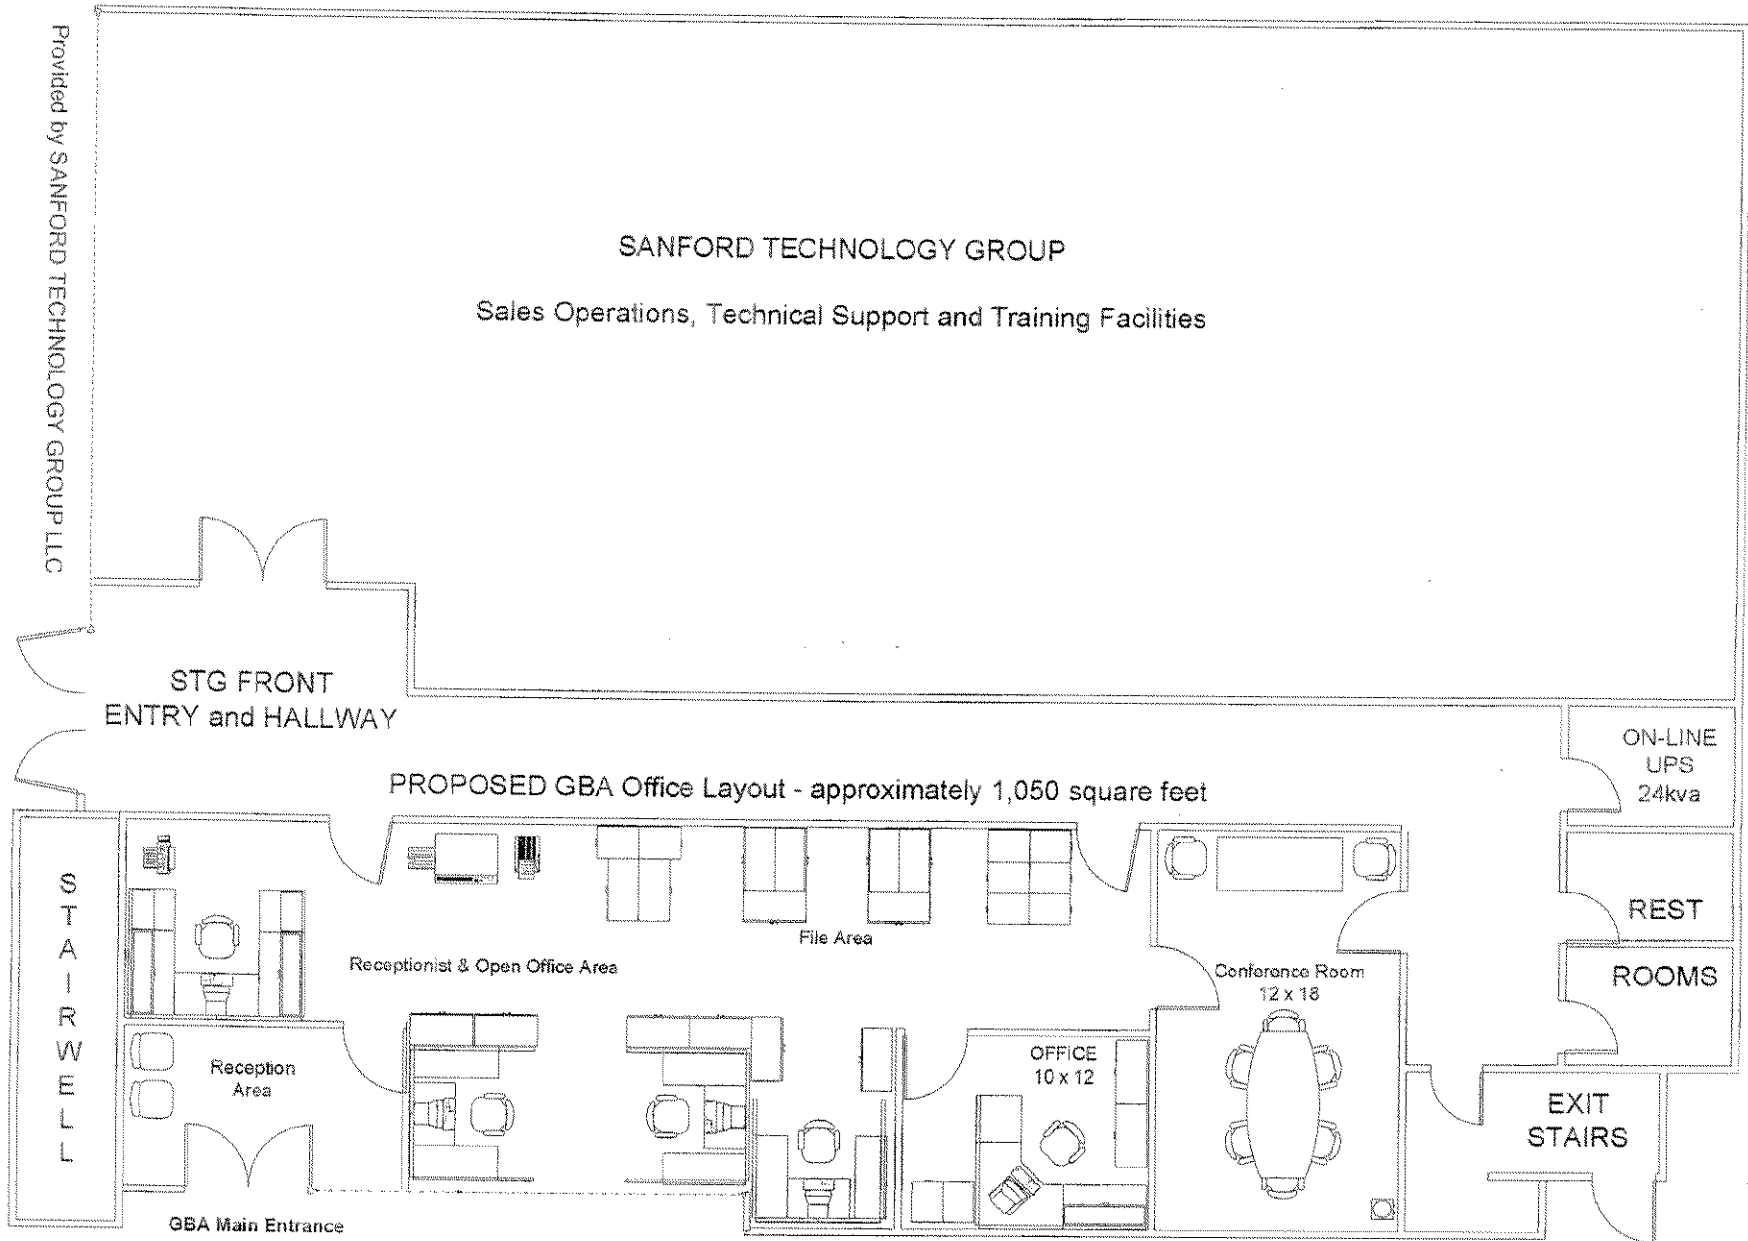 Provided by SANFORD TECHNOLOGY GROUP LLC
SANFORD TECHNOLOGY GROUP
Sales Operations, Technical Support and Training Facilities
STG FRONT
ENTRY and HALLWAY
ON-LINE
UPS
24kva
PROPOSED GBA Office Layout - approximately 1,050 square feet
STAIRWELL
REST
ROOMS
File Area
Receptionist & Open Office Area
Conference Room
12 x 18
Reception
Area
OFFICE
10 x 12
EXIT
STAIRS
GBA Main Entrance